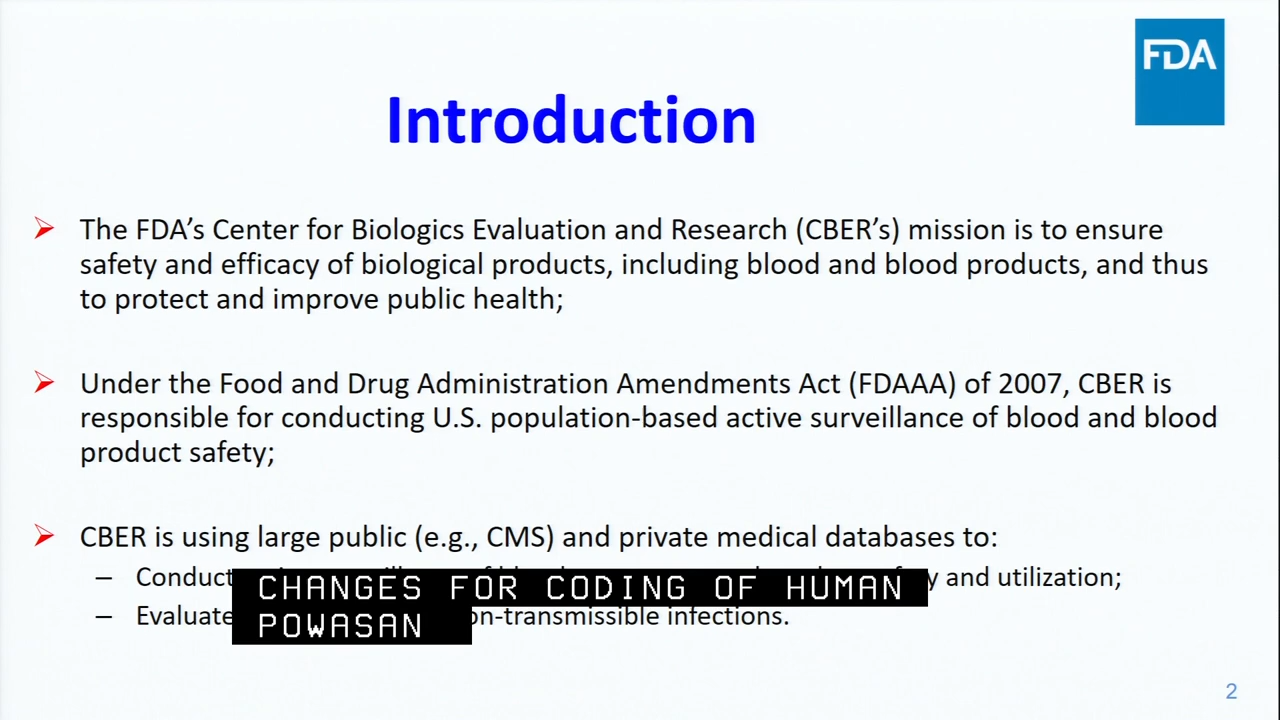 FDA
Introduction
The FDA’s Center for Biologics Evaluation and Research (CBER’s) mission is to ensure
safety and efficacy of biological products, including blood and blood products, and thus
to protect and improve public health;
Under the Food and Drug Administration Amendments Act (FDAAA) of 2007, CBER is
responsible for conducting U.S. population-based active surveillance of blood and blood
product safety;
CBER is using large public (e.g., CMS) and private medical databases to:
– Conduct and utilization;
CHANGES FOR CODING OF HUMAN
– Evaluate on-transmissible infections.
POWASAN
2